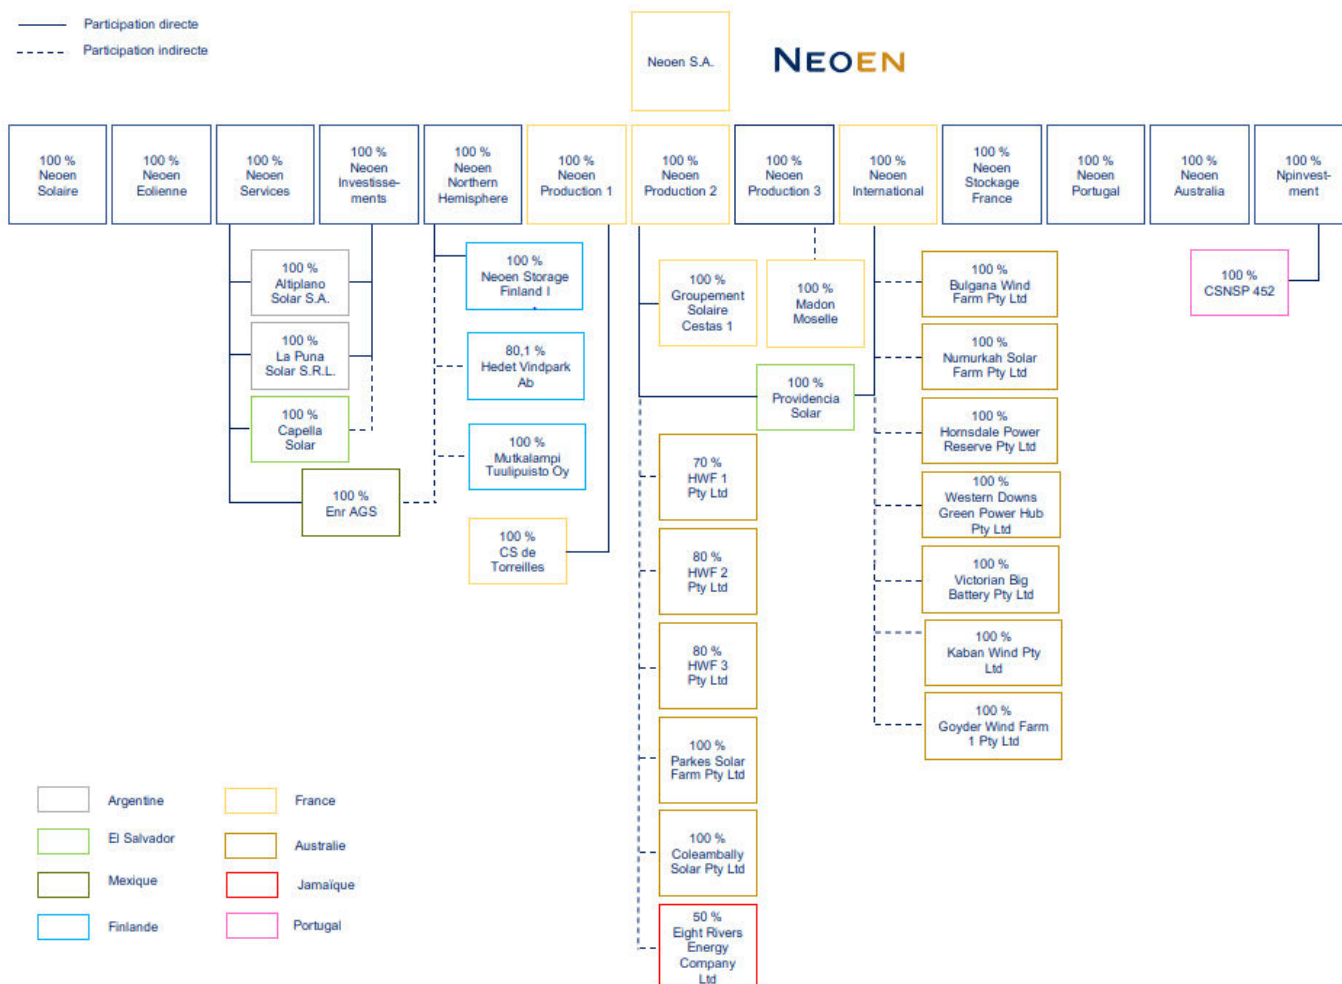 Participation directe
Participation indirecte
Neoen S.A.
NEOEN
100 %
Neoen
Solaire
100 %
Neoen
Eolienne
100 %
Neoen
Services
100 %
Neoen
Investisse-
ments
100 %
Neoen
Northern
Hemisphere
100 %
Neoen
Production 1
100 %
Neoen
Production 2
100 %
Neoen
Production 3
100 %
Neoen
International
100 %
Neoen
Stockage
France
100 %
Neoen
Portugal
100 %
Neoen
Australia
100 %
Npinvest-
ment
100 %
Altiplano
Solar S.A.
100 %
La Puna
Solar S.R.L.
100 %
Capella
Solar
100 %
Enr AGS
100 %
Neoen Storage
Finland I
80,1 %
Hedet Vindpark
Ab
100 %
Mutkalampi
Tuulipuisto Oy
100 %
CS de
Torreilles
100 %
Groupement
Solaire
Cestas 1
100 %
Madon
Moselle
100 %
Providencia
Solar
70 %
HWF 1
Pty Ltd
80 %
HWF 2
Pty Ltd
80 %
HWF 3
Pty Ltd
100 %
Parkes Solar
Farm Pty Ltd
100 %
Coleambally
Solar Pty Ltd
50 %
Eight Rivers
Energy
Company
Ltd
100 %
Bulgana Wind
Farm Pty Ltd
100 %
Numurkah Solar
Farm Pty Ltd
100 %
Hornsdale Power
Reserve Pty Ltd
100 %
Western Downs
Green Power Hub
Pty Ltd
100 %
Victorian Big
Battery Pty Ltd
100 %
Kaban Wind Pty
Ltd
100 %
Goyder Wind Farm
1 Pty Ltd
100 %
CSNSP 452
Argentine
El Salvador
Mexique
Finlande
France
Australie
Jamaïque
Portugal